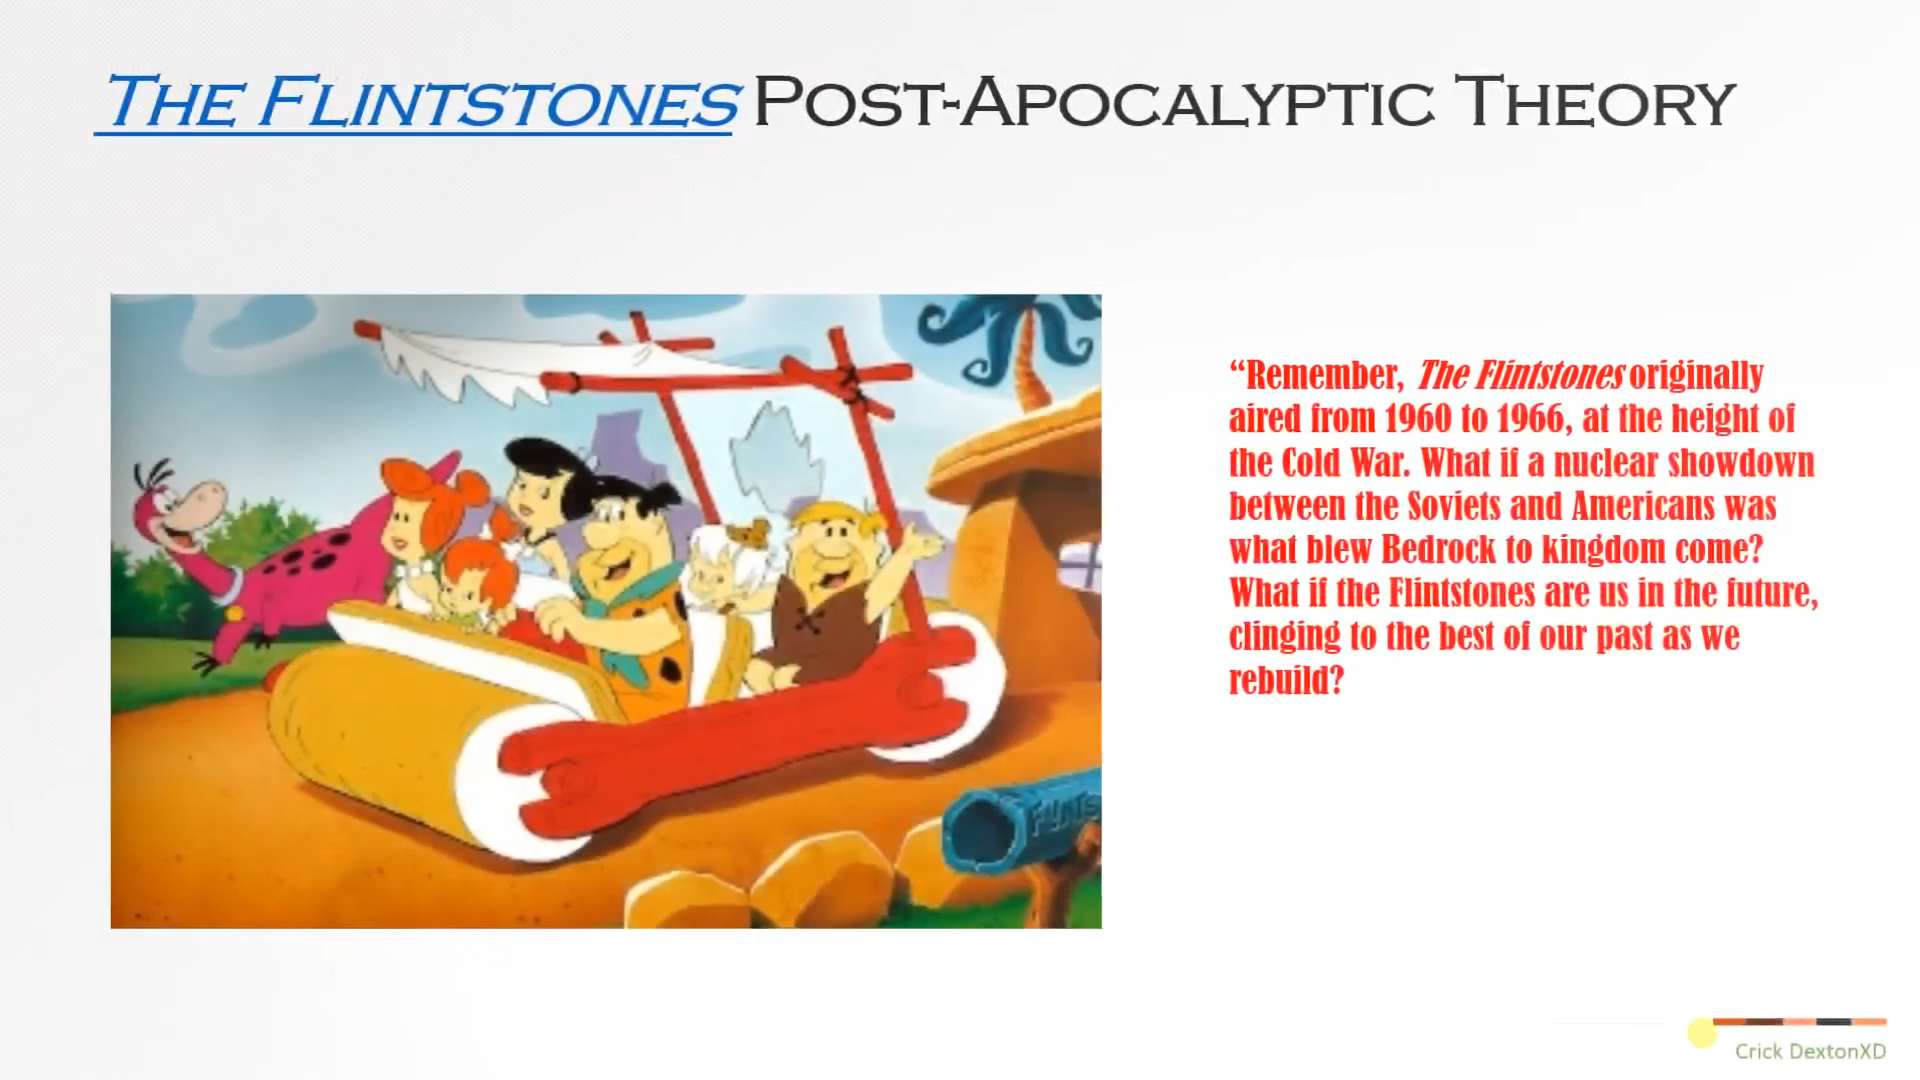 The Flintstones Post-Apocalyptic Theory
“Remember, The Flintstones originally
aired from 1960 to 1966, at the height of
the Cold War. What if a nuclear showdown
between the Soviets and Americans was
what blew Bedrock to kingdom come?
What if the Flintstones are us in the future,
clinging to the best of our past as we
rebuild?
FLINTS
Crick DextonXD